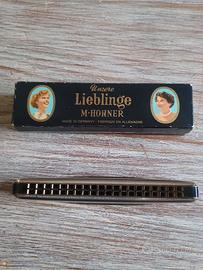 Unsere
Lieblinge
M·HOHNER
MADE IN GERMANY · FABRIQUÉ EN ALLEMAGNE